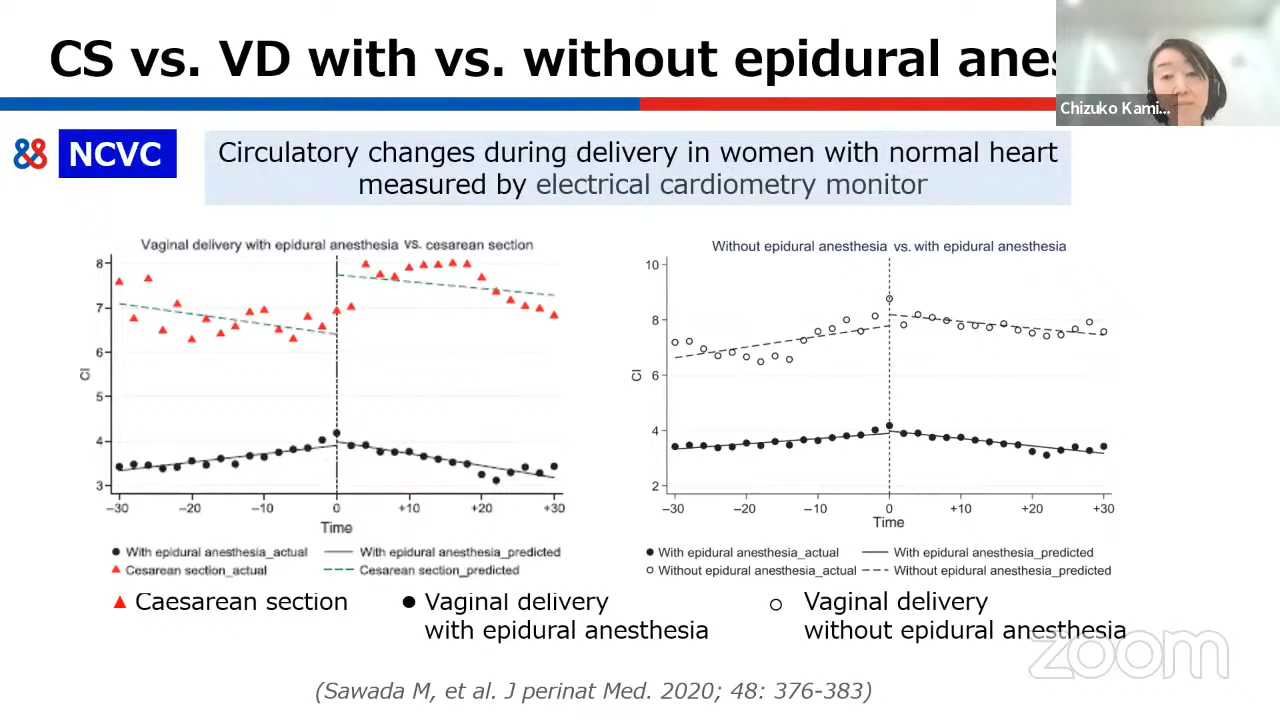 CS vs. VD with vs. without epidural anes
Chizuko Kami...
NCVC
Circulatory changes during delivery in women with normal heart
measured by electrical cardiometry monitor
Vaginal delivery with epidural anesthesia vs. cesarean section
8
7
6
5
4
3
CI
−30
−20
−10
0
+10
+20
+30
Time
With epidural anesthesia_actual
With epidural anesthesia_predicted
Cesarean section_actual
Cesarean section_predicted
Without epidural anesthesia vs. with epidural anesthesia
10
8
6
4
2
CI
−30
−20
−10
0
+10
+20
+30
Time
With epidural anesthesia_actual
With epidural anesthesia_predicted
Without epidural anesthesia_actual
Without epidural anesthesia_predicted
Caesarean section
Vaginal delivery
with epidural anesthesia
Vaginal delivery
without epidural anesthesia
zoom
(Sawada M, et al. J perinat Med. 2020; 48: 376-383)